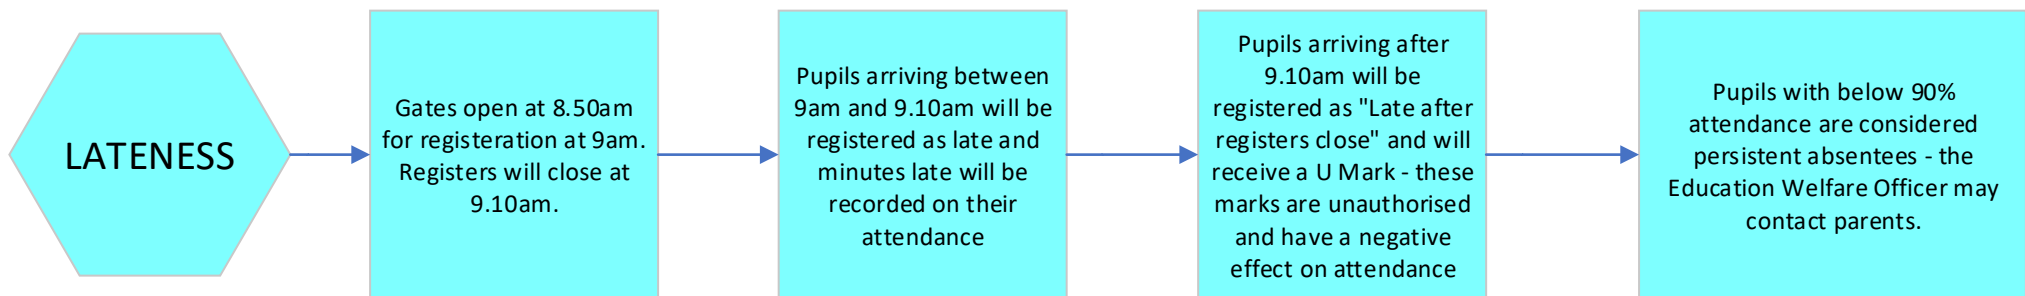 LATENESS
Gates open at 8.50am
for registeration at 9am.
Registers will close at
9.10am.
Pupils arriving between
9am and 9.10am will be
registered as late and
minutes late will be
recorded on their
attendance
Pupils arriving after
9.10am will be
registered as "Late after
registers close" and will
receive a U Mark - these
marks are unauthorised
and have a negative
effect on attendance
Pupils with below 90%
attendance are considered
persistent absentees - the
Education Welfare Officer may
contact parents.